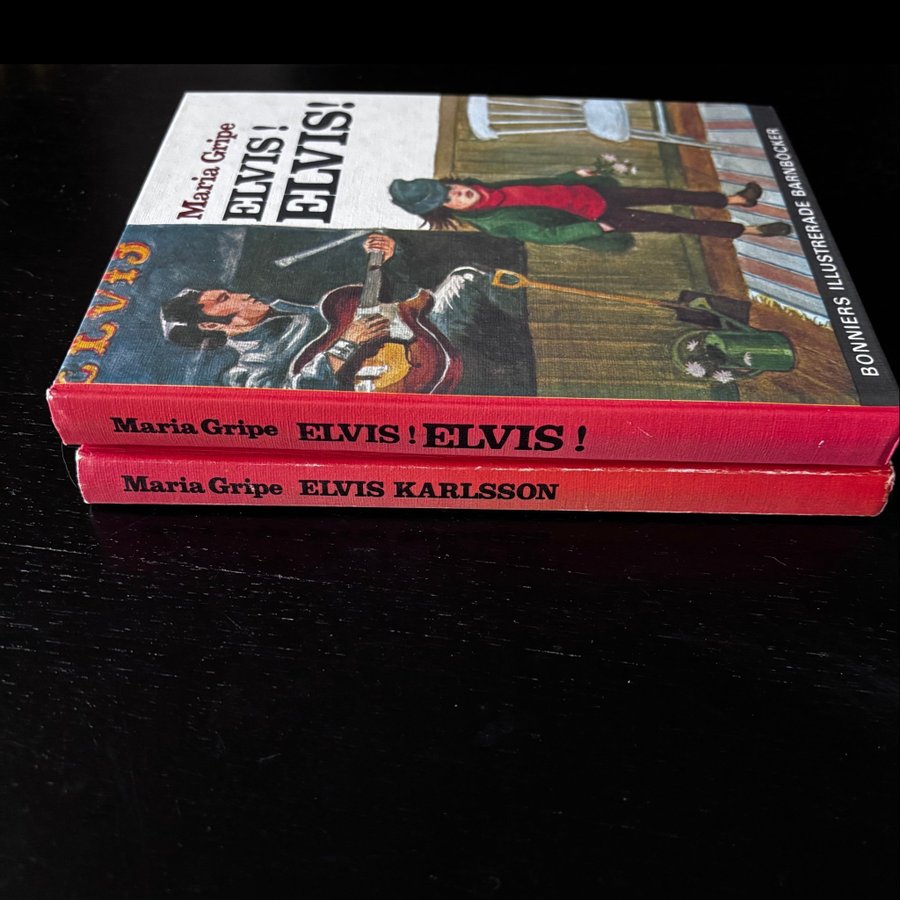 Maria Gripe
ELVIS!
ELVIS!
ELVIS
BONNIERS ILLUSTRERADE BARNBÖCKER
Maria Gripe ELVIS! ELVIS!
Maria Gripe ELVIS KARLSSON